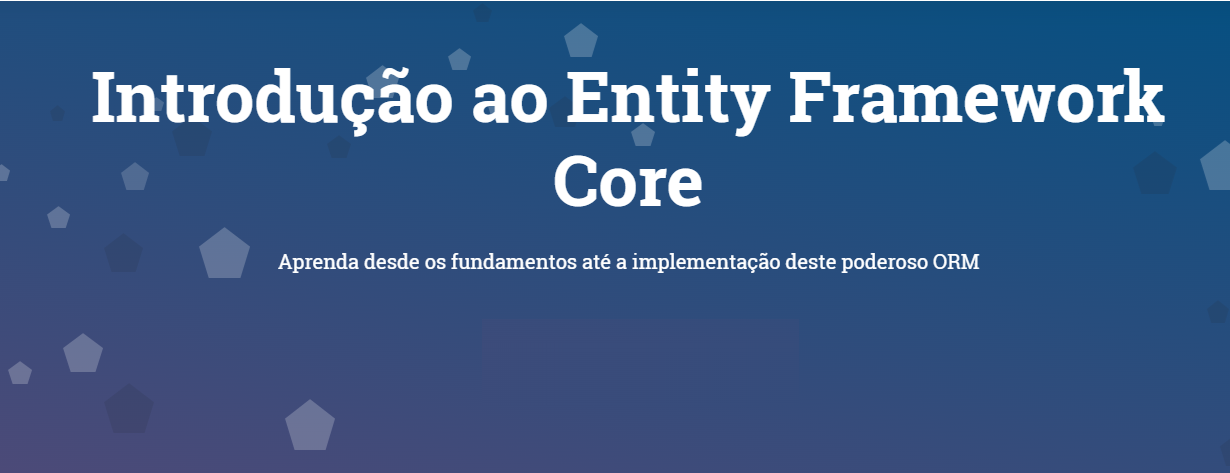 Introdução ao Entity Framework
Core
Aprenda desde os fundamentos até a implementação deste poderoso ORM